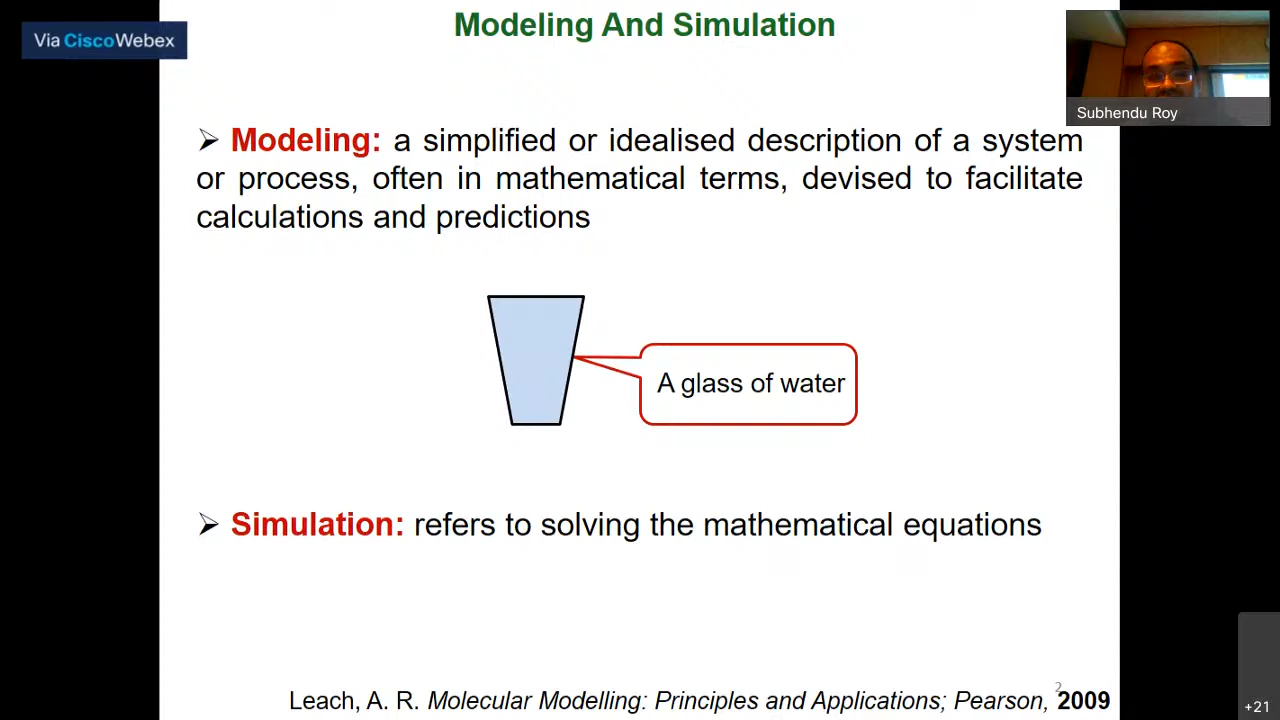 Via CiscoWebex
Modeling And Simulation
Subhendu Roy
➢ Modeling: a simplified or idealised description of a system
or process, often in mathematical terms, devised to facilitate
calculations and predictions
A glass of water
➢ Simulation: refers to solving the mathematical equations
2
Leach, A. R. Molecular Modelling: Principles and Applications; Pearson, 2009
+21